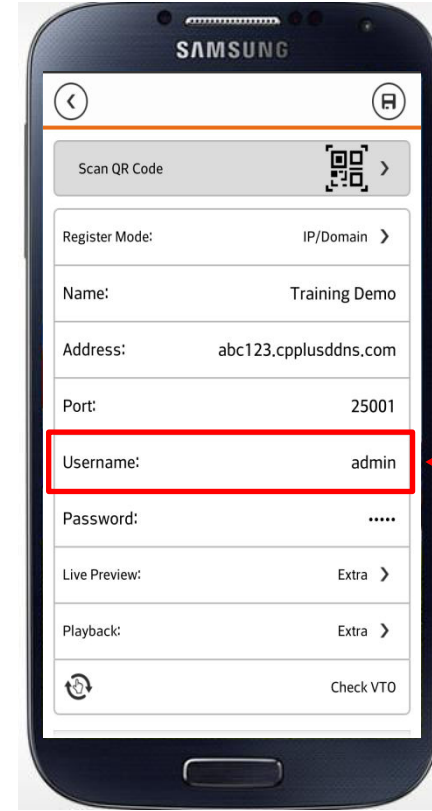 SAMSUNG
Scan QR Code
Register Mode: IP/Domain
Name: Training Demo
Address: abc123.cpplusddns.com
Port: 25001
Username: admin
Password: •••••
Live Preview: Extra
Playback: Extra
Check VTO